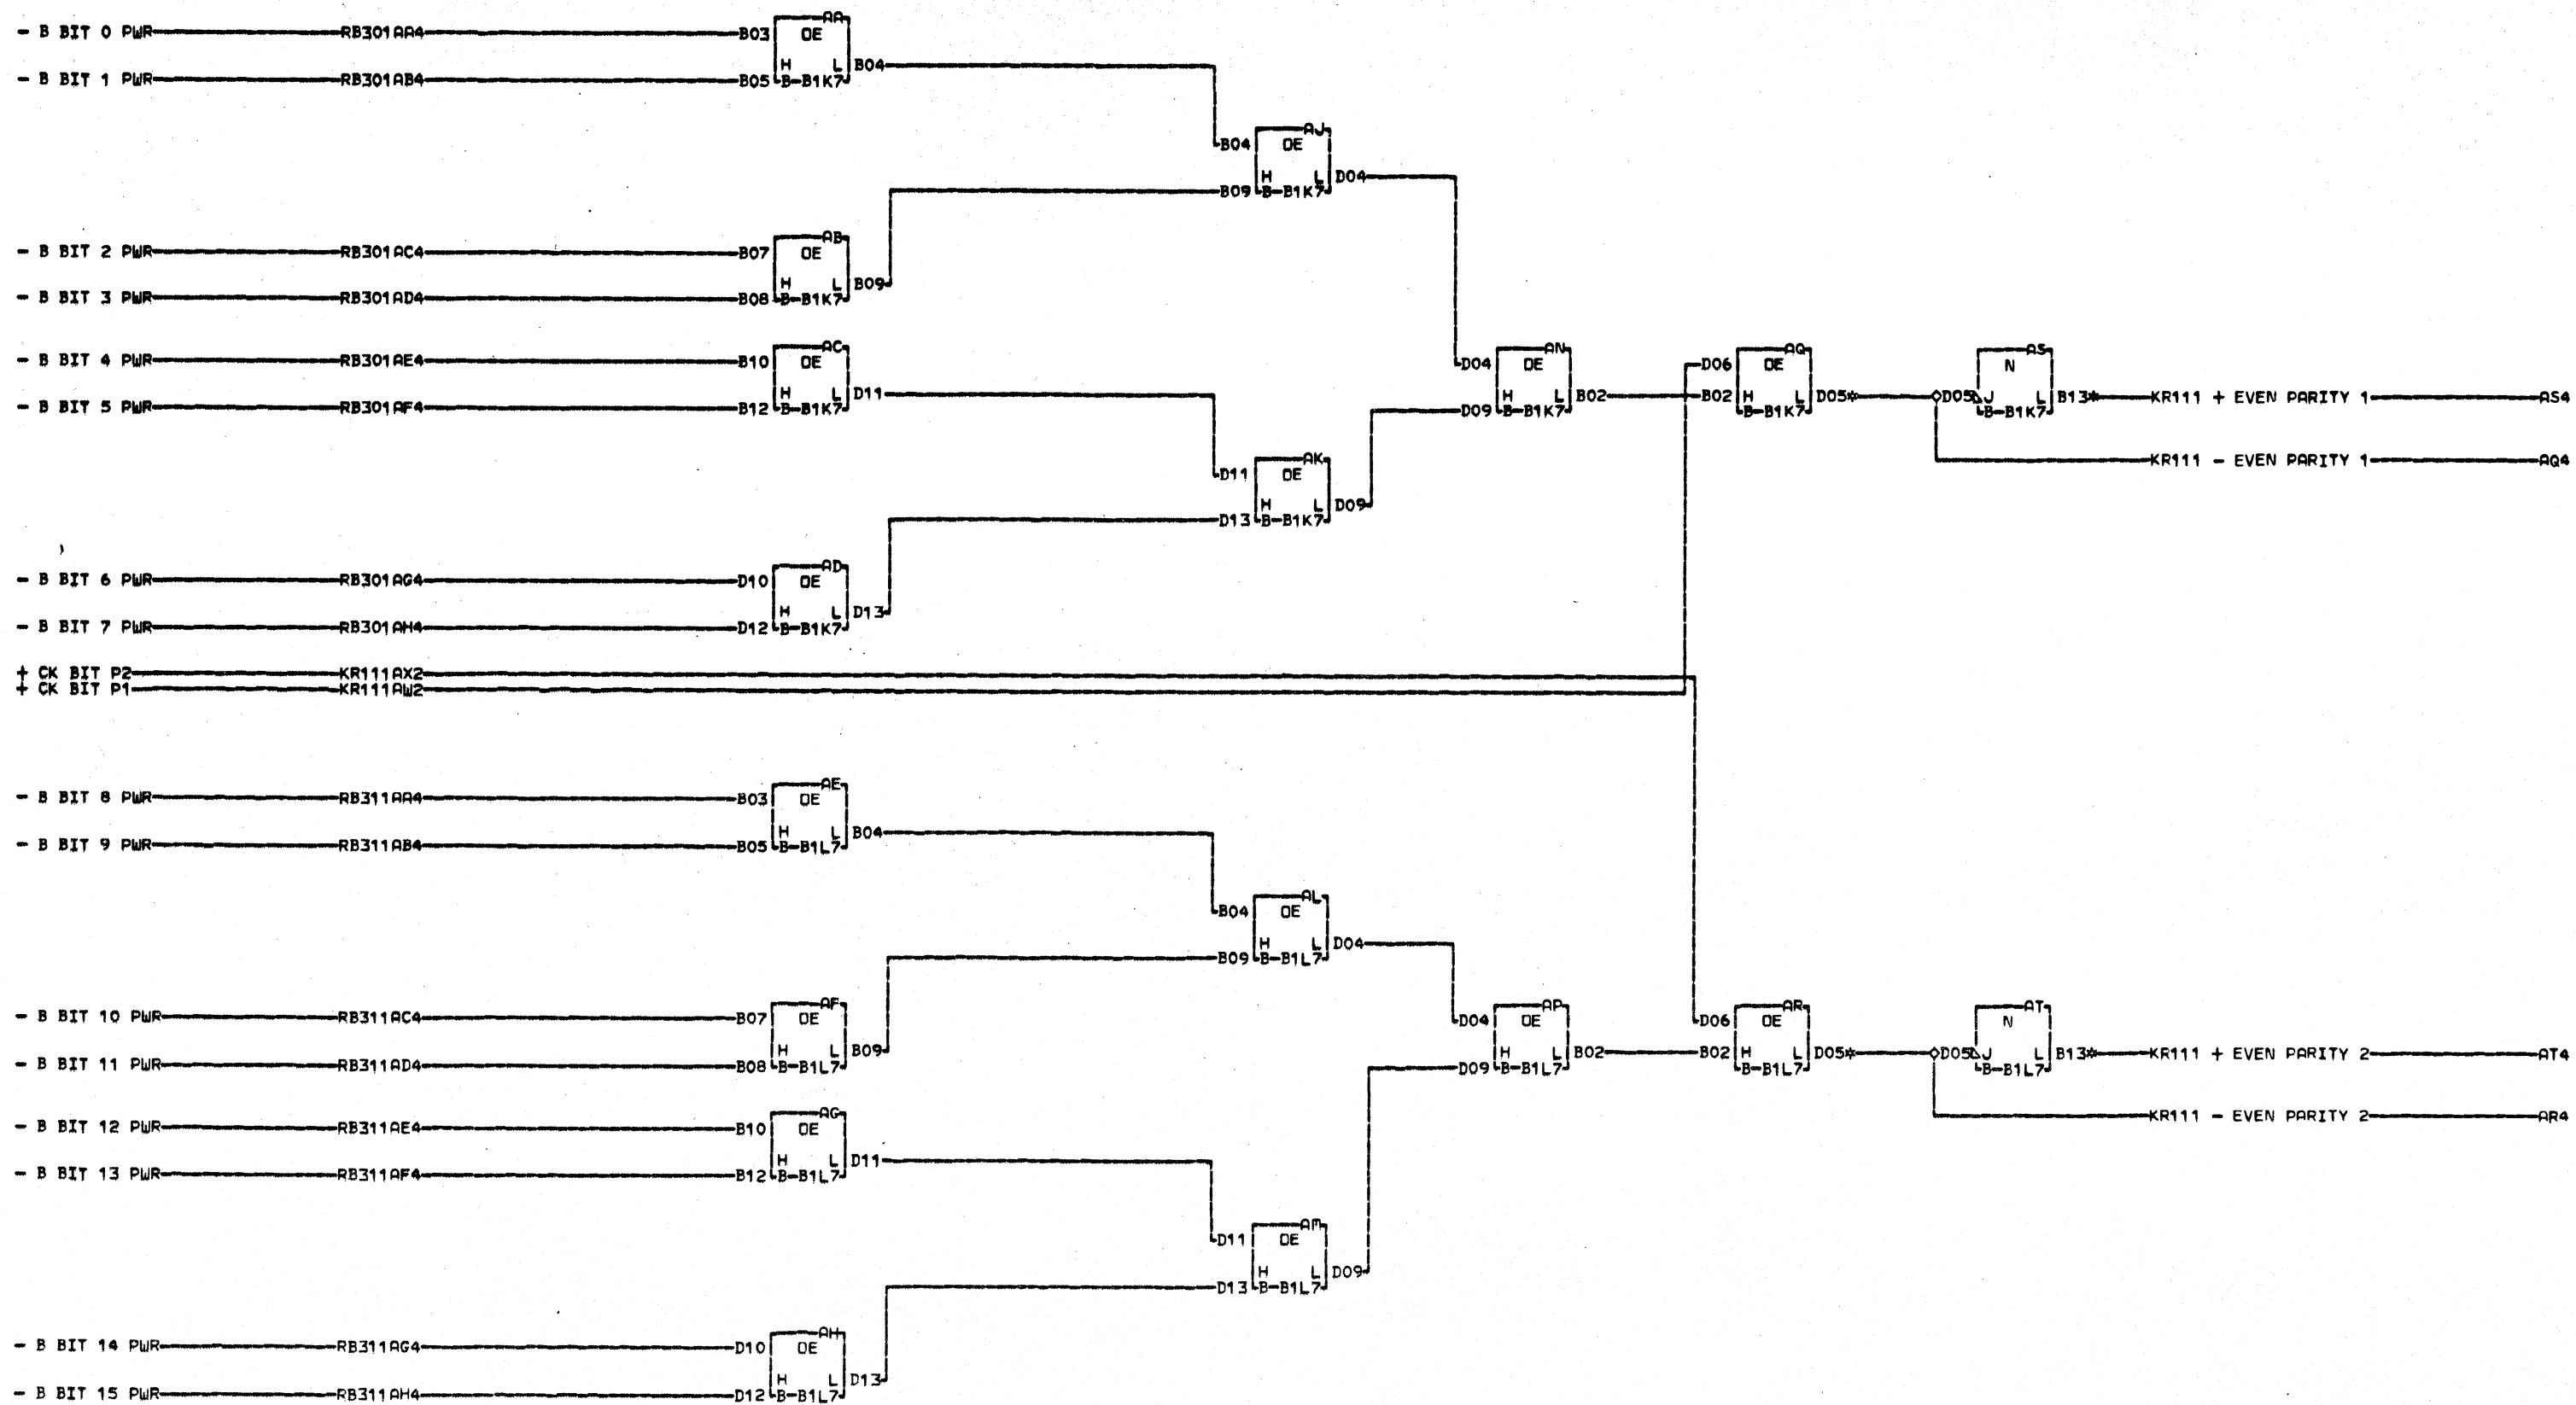 AA
- B BIT 0 PWR RB301AA4 B03 OE
H L B04
- B BIT 1 PWR RB301AB4 B05 B-B1K7
AJ
B04 OE
H L D04
B09 B-B1K7
AB
- B BIT 2 PWR RB301AC4 B07 OE
H L B09
- B BIT 3 PWR RB301AD4 B08 B-B1K7
AC AN AQ AS
- B BIT 4 PWR RB301AE4 B10 OE D04 OE D06 OE N
H L D11 H L B02 B02 H L D05* D05 J L B13* KR111 + EVEN PARITY 1 AS4
- B BIT 5 PWR RB301AF4 B12 B-B1K7 D09 B-B1K7 B-B1K7 B-B1K7
AK KR111 - EVEN PARITY 1 AQ4
D11 OE
H L D09
D13 B-B1K7
AD
- B BIT 6 PWR RB301AG4 D10 OE
H L D13
- B BIT 7 PWR RB301AH4 D12 B-B1K7
+ CK BIT P2 KR111AX2
+ CK BIT P1 KR111AW2
AE
- B BIT 8 PWR RB311AA4 B03 OE
H L B04
- B BIT 9 PWR RB311AB4 B05 B-B1L7
AL
B04 OE
H L D04
B09 B-B1L7
AF AP AR AT
- B BIT 10 PWR RB311AC4 B07 OE D04 OE D06 OE N
H L B09 H L B02 B02 H L D05* D05 J L B13* KR111 + EVEN PARITY 2 AT4
- B BIT 11 PWR RB311AD4 B08 B-B1L7 D09 B-B1L7 B-B1L7 B-B1L7
AG KR111 - EVEN PARITY 2 AR4
- B BIT 12 PWR RB311AE4 B10 OE
H L D11
- B BIT 13 PWR RB311AF4 B12 B-B1L7
AM
D11 OE
H L D09
D13 B-B1L7
AH
- B BIT 14 PWR RB311AG4 D10 OE
H L D13
- B BIT 15 PWR RB311AH4 D12 B-B1L7